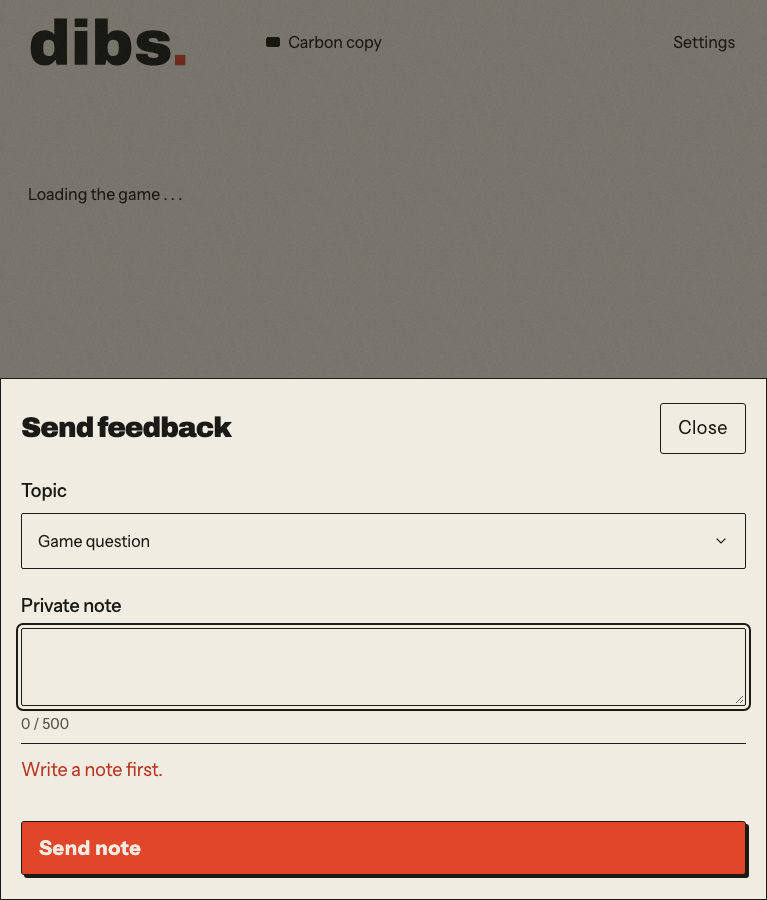 dibs.
Carbon copy
Settings
Loading the game . . .
Send feedback
Close
Topic
Game question
Private note
0 / 500
Write a note first.
Send note